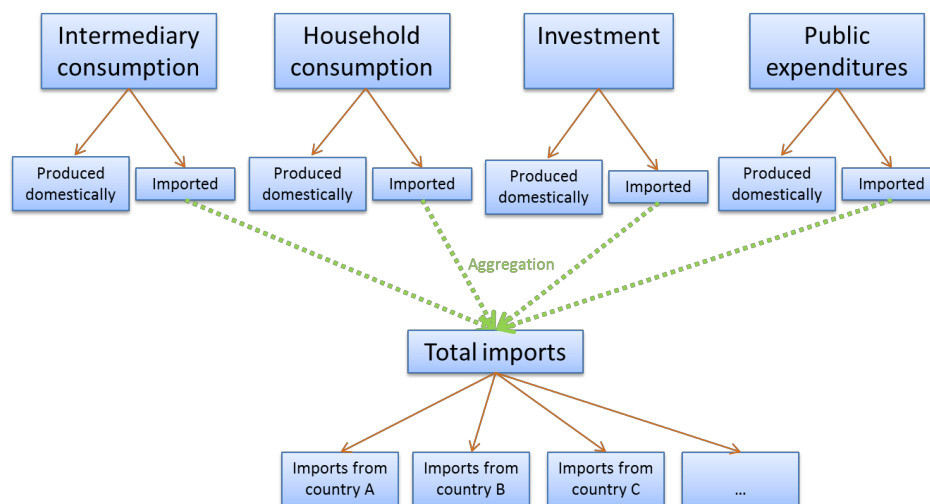 Intermediary
consumption
Household
consumption
Investment
Public
expenditures
Produced
domestically
Imported
Produced
domestically
Imported
Produced
domestically
Imported
Produced
domestically
Imported
Aggregation
Total imports
Imports from
country A
Imports from
country B
Imports from
country C
...